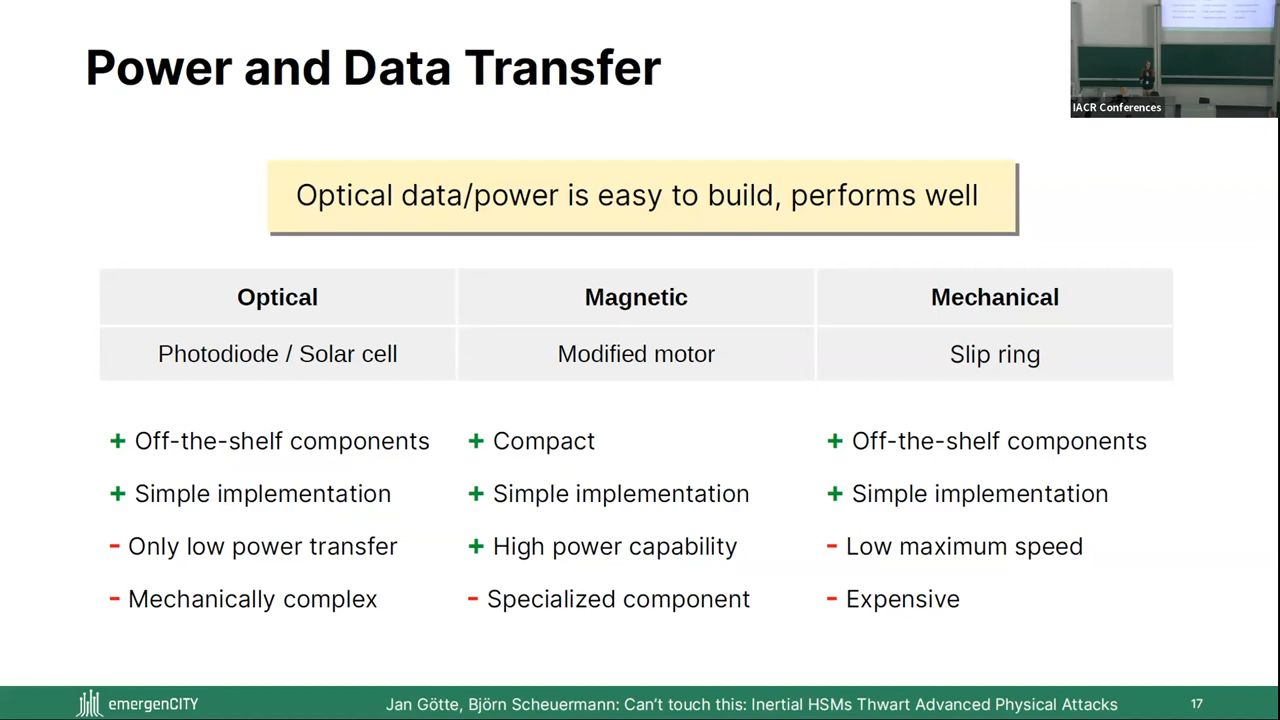 Power and Data Transfer
IACR Conferences
Optical data/power is easy to build, performs well
Optical Magnetic Mechanical
Photodiode / Solar cell Modified motor Slip ring
+ Off-the-shelf components + Compact + Off-the-shelf components
+ Simple implementation + Simple implementation + Simple implementation
- Only low power transfer + High power capability - Low maximum speed
- Mechanically complex - Specialized component - Expensive
emergenCITY Jan Götte, Björn Scheuermann: Can't touch this: Inertial HSMs Thwart Advanced Physical Attacks 17